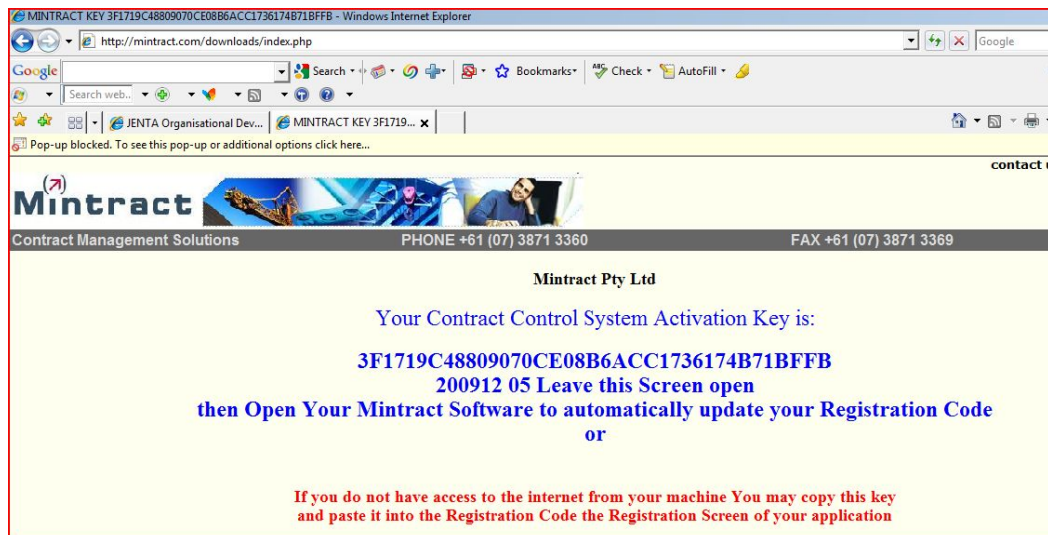 MINTRACT KEY 3F1719C48809070CE08B6ACC1736174B71BFFB - Windows Internet Explorer
http://mintract.com/downloads/index.php
Google
Google
Search
Bookmarks
Check
AutoFill
Search web..
JENTA Organisational Dev...
MINTRACT KEY 3F1719...
Pop-up blocked. To see this pop-up or additional options click here...
contact
Mintract
Contract Management Solutions PHONE +61 (07) 3871 3360 FAX +61 (07) 3871 3369
Mintract Pty Ltd
Your Contract Control System Activation Key is:
3F1719C48809070CE08B6ACC1736174B71BFFB
200912 05 Leave this Screen open
then Open Your Mintract Software to automatically update your Registration Code
or
If you do not have access to the internet from your machine You may copy this key
and paste it into the Registration Code the Registration Screen of your application